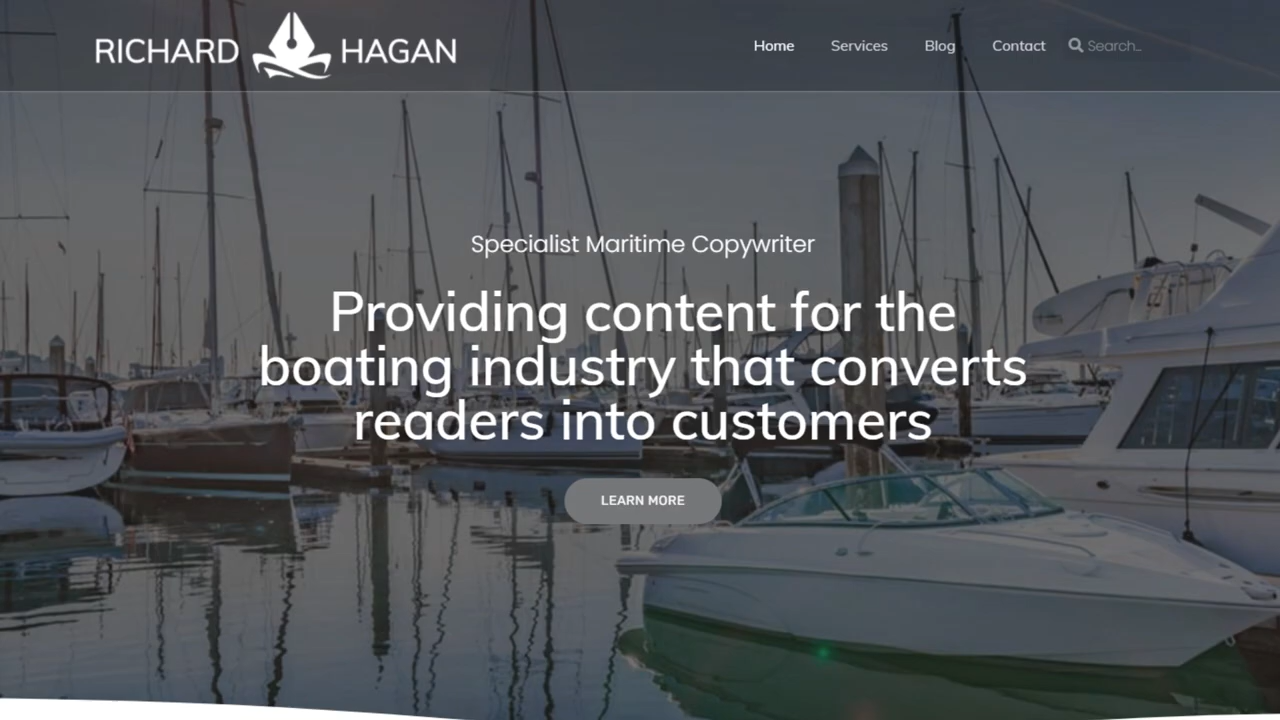 RICHARD HAGAN
Home Services Blog Contact Search...
Specialist Maritime Copywriter
Providing content for the
boating industry that converts
readers into customers
LEARN MORE